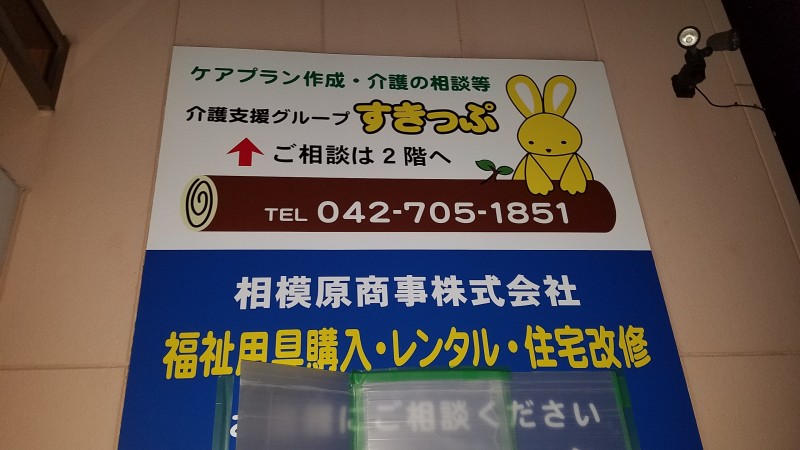 ケアプラン作成・介護の相談等
介護支援グループ すきっぷ
ご相談は2階へ
TEL 042-705-1851
相模原商事株式会社
福祉用具購入・レンタル・住宅改修
にご相談ください